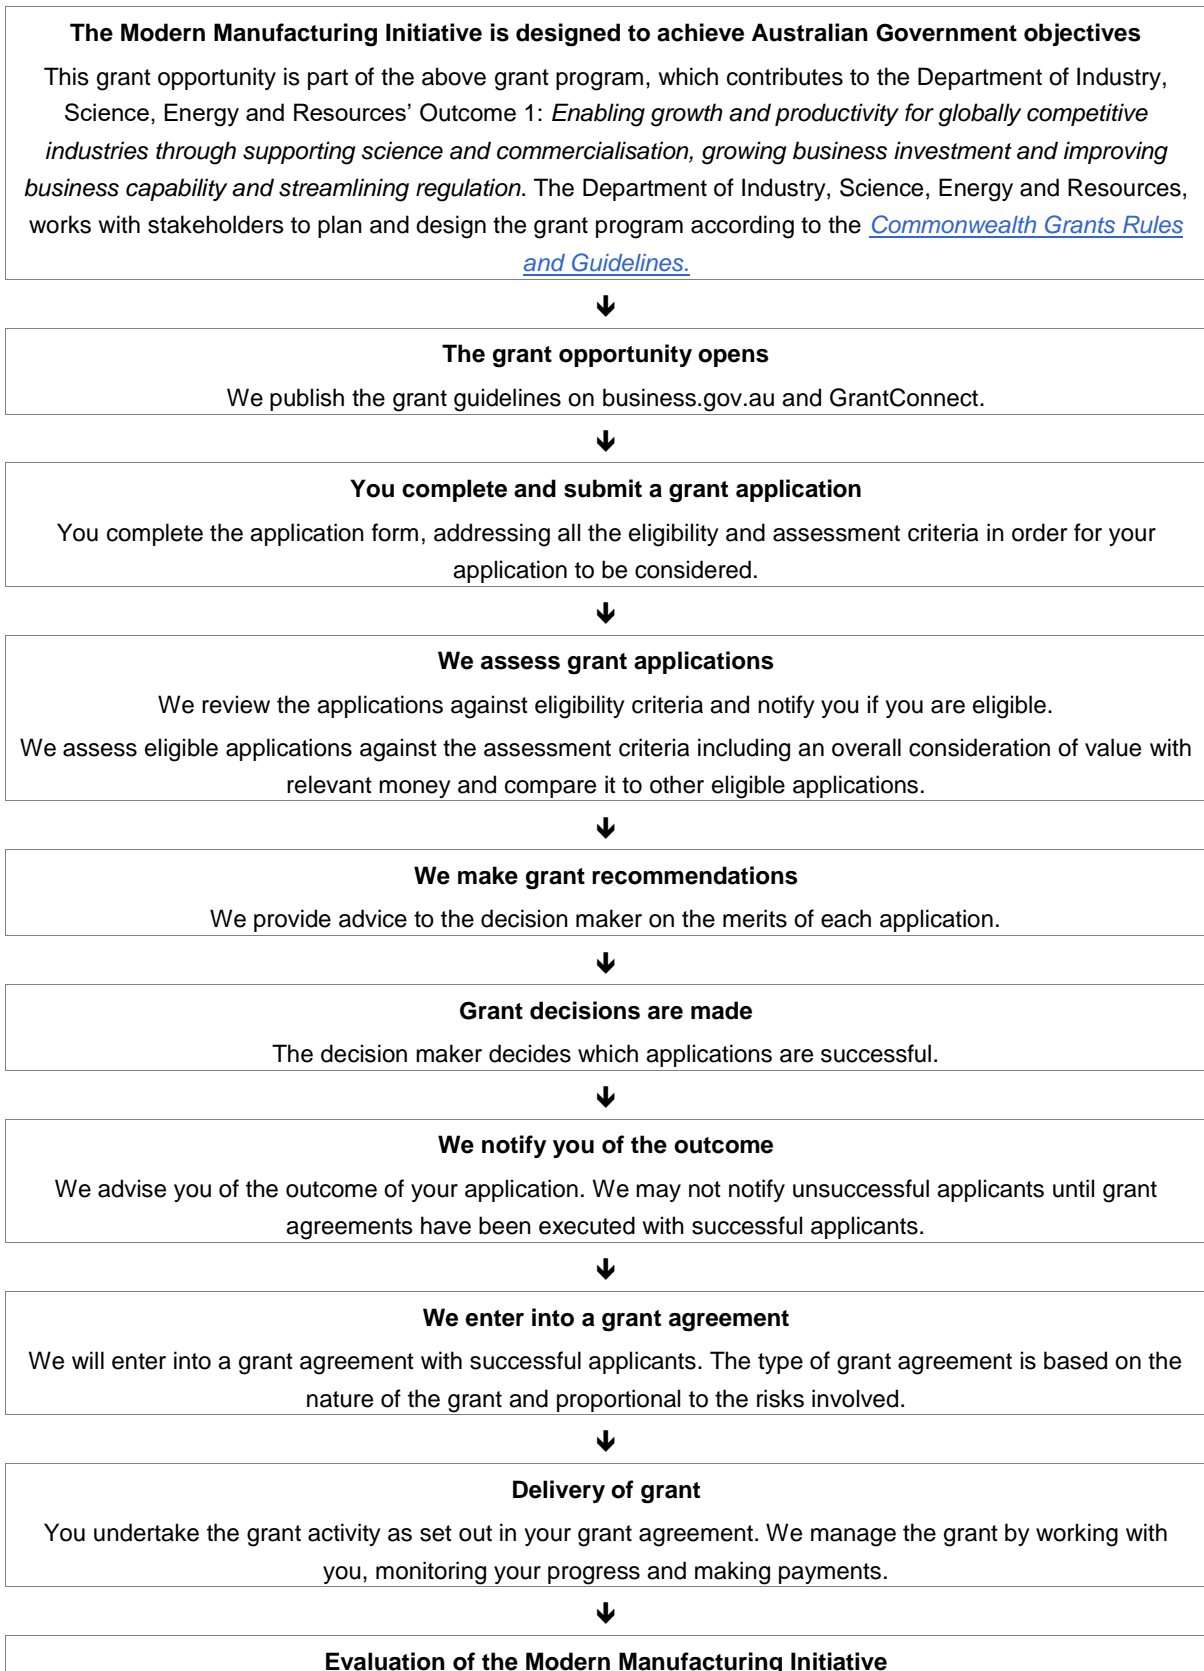 The Modern Manufacturing Initiative is designed to achieve Australian Government objectives
This grant opportunity is part of the above grant program, which contributes to the Department of Industry,
Science, Energy and Resources’ Outcome 1: Enabling growth and productivity for globally competitive
industries through supporting science and commercialisation, growing business investment and improving
business capability and streamlining regulation. The Department of Industry, Science, Energy and Resources,
works with stakeholders to plan and design the grant program according to the Commonwealth Grants Rules
and Guidelines.
The grant opportunity opens
We publish the grant guidelines on business.gov.au and GrantConnect.
You complete and submit a grant application
You complete the application form, addressing all the eligibility and assessment criteria in order for your
application to be considered.
We assess grant applications
We review the applications against eligibility criteria and notify you if you are eligible.
We assess eligible applications against the assessment criteria including an overall consideration of value with
relevant money and compare it to other eligible applications.
We make grant recommendations
We provide advice to the decision maker on the merits of each application.
Grant decisions are made
The decision maker decides which applications are successful.
We notify you of the outcome
We advise you of the outcome of your application. We may not notify unsuccessful applicants until grant
agreements have been executed with successful applicants.
We enter into a grant agreement
We will enter into a grant agreement with successful applicants. The type of grant agreement is based on the
nature of the grant and proportional to the risks involved.
Delivery of grant
You undertake the grant activity as set out in your grant agreement. We manage the grant by working with
you, monitoring your progress and making payments.
Evaluation of the Modern Manufacturing Initiative